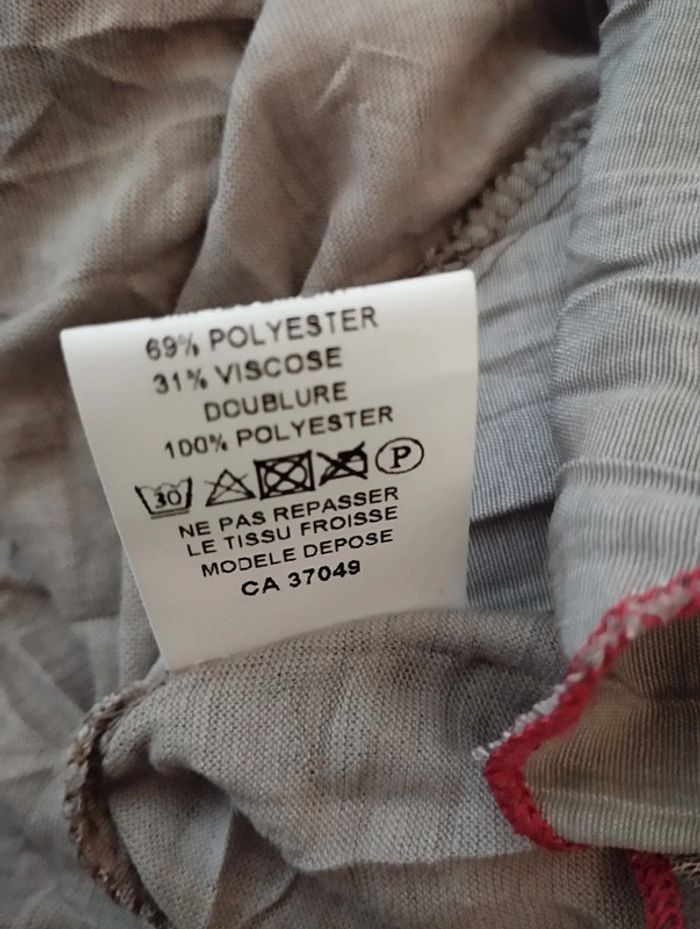 69% POLYESTER
31% VISCOSE
DOUBLURE
100% POLYESTER
30 P
NE PAS REPASSER
LE TISSU FROISSE
MODELE DEPOSE
CA 37049